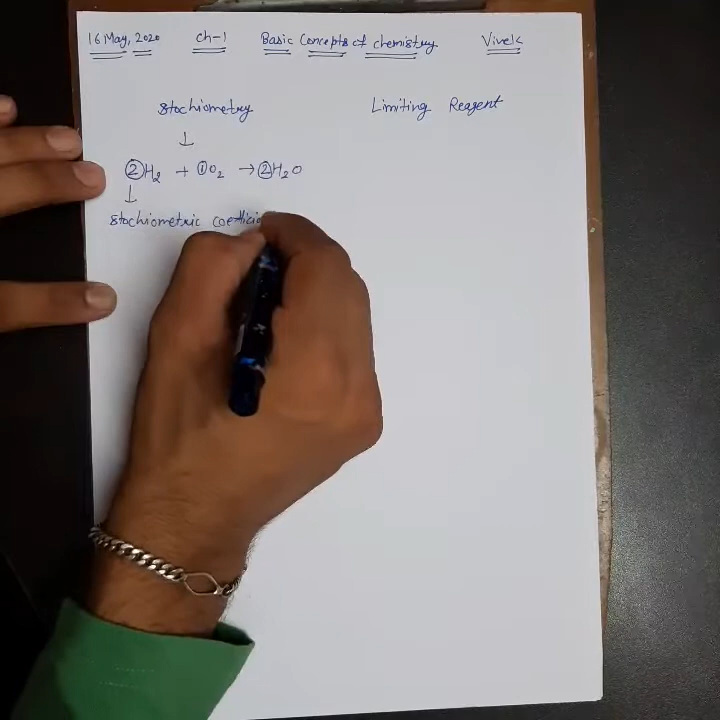 16 May, 2020 Ch-1 Basic Concepts of chemistry Vivek
Stochiometry Limiting Reagent
↓
2H₂ + 1O₂ → 2H₂O
↓
Stochiometric